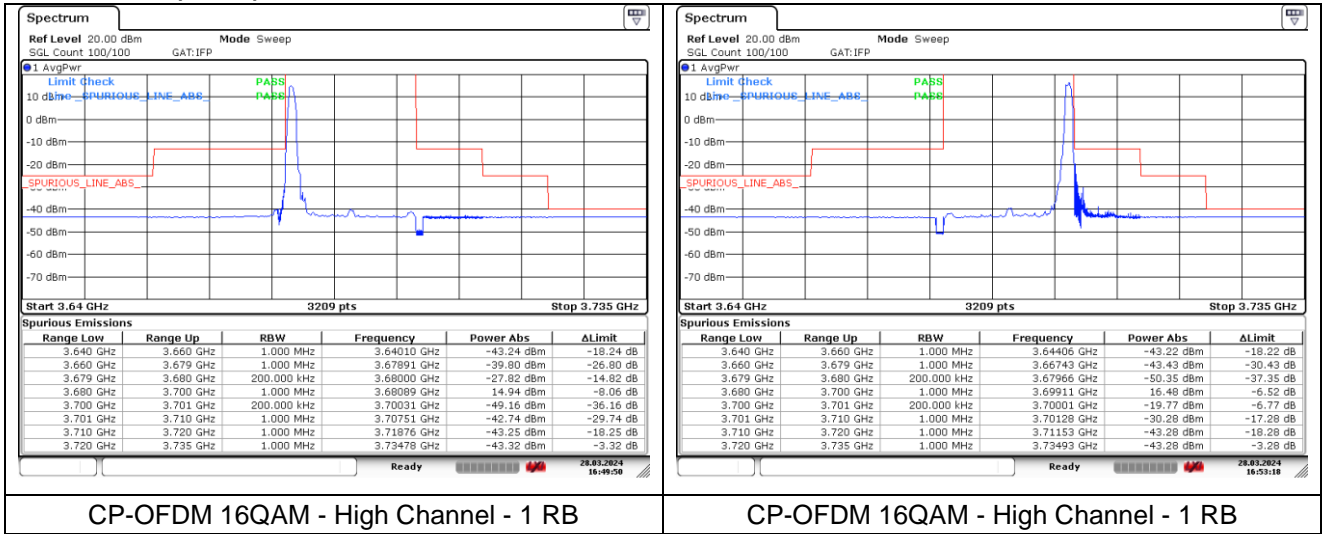 Spectrum
Ref Level 20.00 dBm Mode Sweep
SGL Count 100/100 GAT:IFP
1 AvgPwr
Limit Check PASS
10 dBm _SPURIOUS_LINE_ABS_ PASS
0 dBm
-10 dBm
-20 dBm
_SPURIOUS_LINE_ABS_
-40 dBm
-50 dBm
-60 dBm
-70 dBm
Start 3.64 GHz 3209 pts Stop 3.735 GHz
Spurious Emissions
Range Low Range Up RBW Frequency Power Abs ΔLimit
3.640 GHz 3.660 GHz 1.000 MHz 3.64010 GHz -43.24 dBm -18.24 dB
3.660 GHz 3.679 GHz 1.000 MHz 3.67891 GHz -39.80 dBm -26.80 dB
3.679 GHz 3.680 GHz 200.000 kHz 3.68000 GHz -27.82 dBm -14.82 dB
3.680 GHz 3.700 GHz 1.000 MHz 3.68089 GHz 14.94 dBm -8.06 dB
3.700 GHz 3.701 GHz 200.000 kHz 3.70031 GHz -49.16 dBm -36.16 dB
3.701 GHz 3.710 GHz 1.000 MHz 3.70751 GHz -42.74 dBm -29.74 dB
3.710 GHz 3.720 GHz 1.000 MHz 3.71876 GHz -43.25 dBm -18.25 dB
3.720 GHz 3.735 GHz 1.000 MHz 3.73478 GHz -43.32 dBm -3.32 dB
Ready 28.03.2024
16:49:50
CP-OFDM 16QAM - High Channel - 1 RB
Spectrum
Ref Level 20.00 dBm Mode Sweep
SGL Count 100/100 GAT:IFP
1 AvgPwr
Limit Check PASS
10 dBm _SPURIOUS_LINE_ABS_ PASS
0 dBm
-10 dBm
-20 dBm
_SPURIOUS_LINE_ABS_
-40 dBm
-50 dBm
-60 dBm
-70 dBm
Start 3.64 GHz 3209 pts Stop 3.735 GHz
Spurious Emissions
Range Low Range Up RBW Frequency Power Abs ΔLimit
3.640 GHz 3.660 GHz 1.000 MHz 3.64406 GHz -43.22 dBm -18.22 dB
3.660 GHz 3.679 GHz 1.000 MHz 3.66743 GHz -43.43 dBm -30.43 dB
3.679 GHz 3.680 GHz 200.000 kHz 3.67966 GHz -50.35 dBm -37.35 dB
3.680 GHz 3.700 GHz 1.000 MHz 3.69911 GHz 16.48 dBm -6.52 dB
3.700 GHz 3.701 GHz 200.000 kHz 3.70001 GHz -19.77 dBm -6.77 dB
3.701 GHz 3.710 GHz 1.000 MHz 3.70128 GHz -30.28 dBm -17.28 dB
3.710 GHz 3.720 GHz 1.000 MHz 3.71153 GHz -43.28 dBm -18.28 dB
3.720 GHz 3.735 GHz 1.000 MHz 3.73493 GHz -43.28 dBm -3.28 dB
Ready 28.03.2024
16:53:18
CP-OFDM 16QAM - High Channel - 1 RB